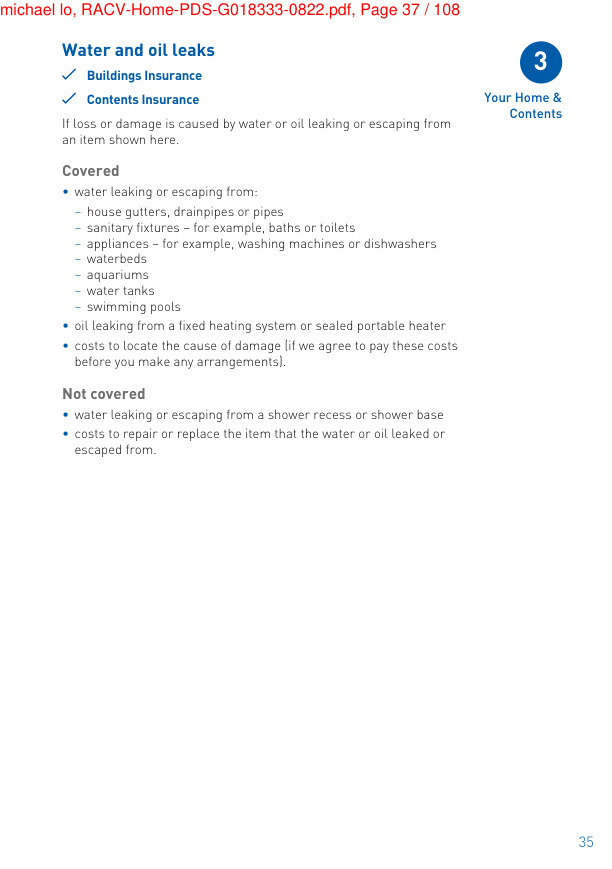 michael lo, RACV-Home-PDS-G018333-0822.pdf, Page 37 / 108
Water and oil leaks
✓ Buildings Insurance
✓ Contents Insurance
If loss or damage is caused by water or oil leaking or escaping from
an item shown here.
Covered
• water leaking or escaping from:
– house gutters, drainpipes or pipes
– sanitary fixtures – for example, baths or toilets
– appliances – for example, washing machines or dishwashers
– waterbeds
– aquariums
– water tanks
– swimming pools
• oil leaking from a fixed heating system or sealed portable heater
• costs to locate the cause of damage (if we agree to pay these costs
before you make any arrangements).
Not covered
• water leaking or escaping from a shower recess or shower base
• costs to repair or replace the item that the water or oil leaked or
escaped from.
3
Your Home &
Contents
35